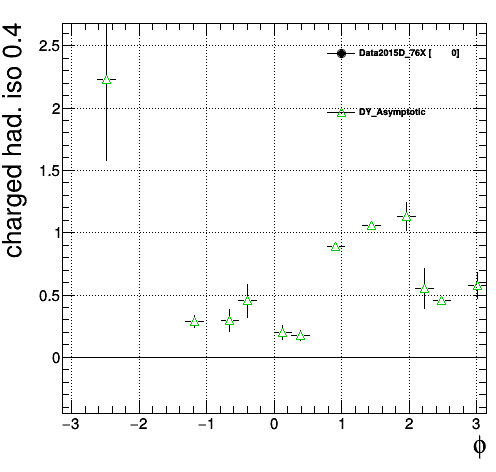 charged had. iso 0.4
2.5
2
1.5
1
0.5
0
Data2015D_76X [ 0]
DY_Asymptotic
−3 −2 −1 0 1 2 3
ϕ